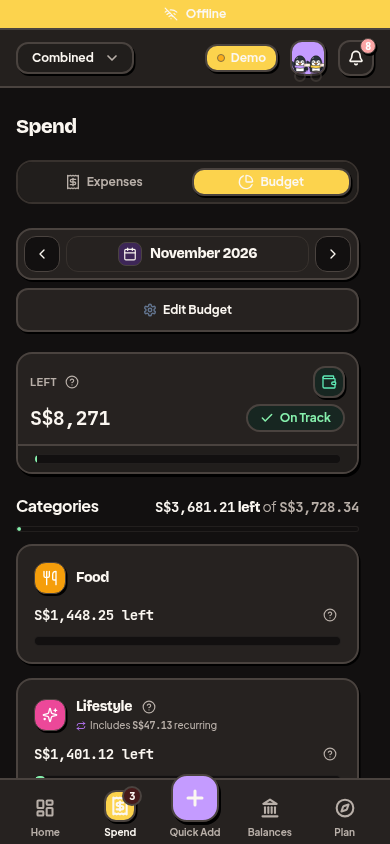 Offline
Combined
Demo
8
Spend
Expenses
Budget
November 2026
Edit Budget
LEFT
S$8,271
On Track
Categories
S$3,681.21 left of S$3,728.34
Food
S$1,448.25 left
Lifestyle
Includes S$47.13 recurring
S$1,401.12 left
3
Home
Spend
Quick Add
Balances
Plan